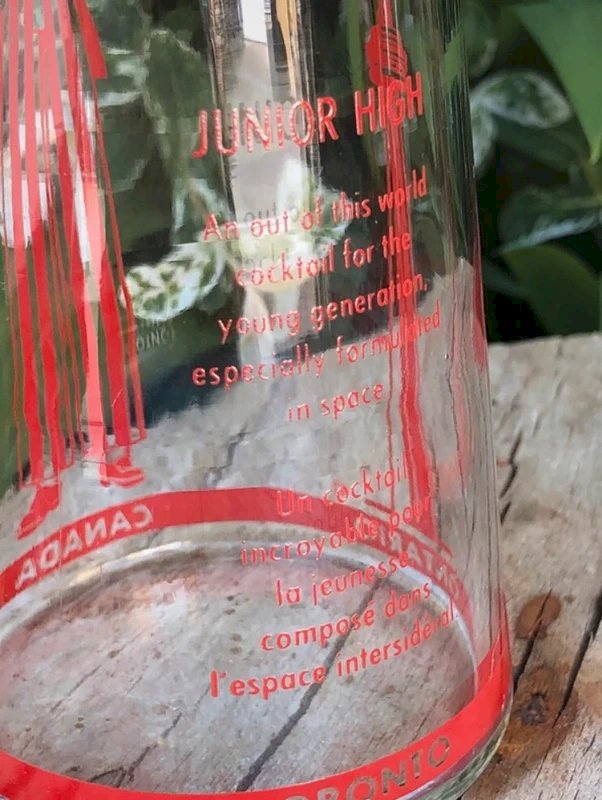 JUNIOR HIGH
An out of this world
cocktail for the
young generation,
especially formulated
in space
Un cocktail
incroyable pour
la jeunesse
composé dans
l'espace intersidéral
CANADA